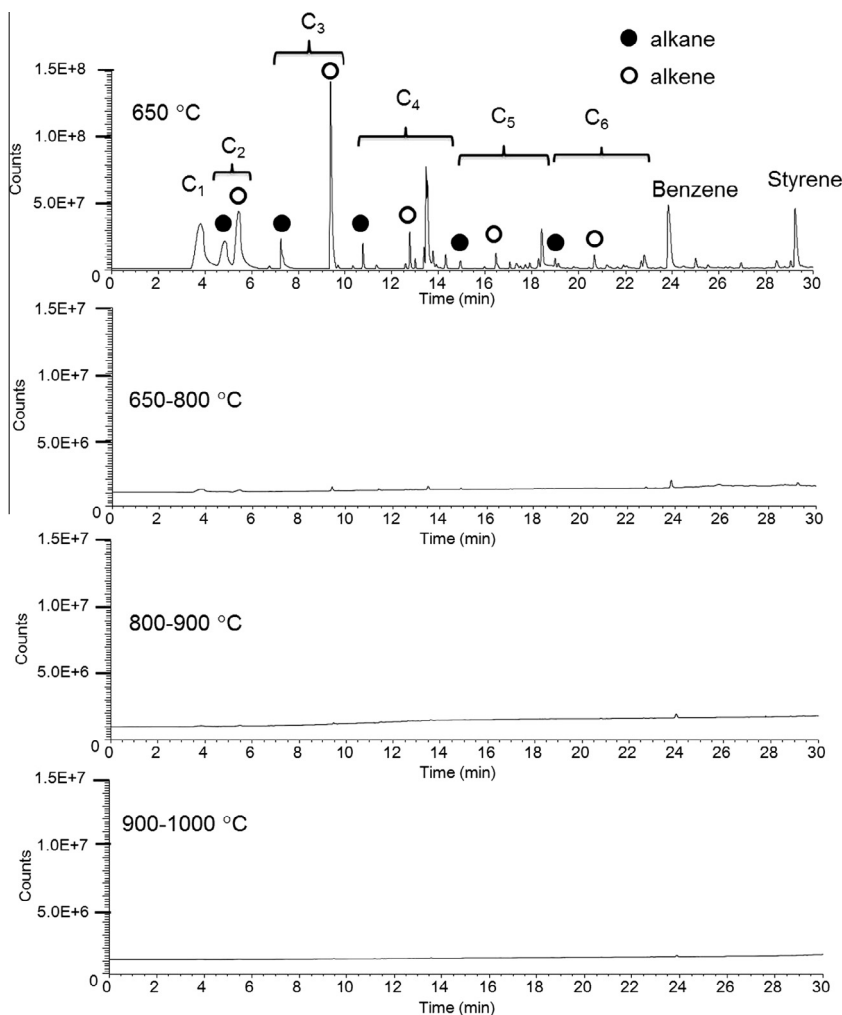 C3
alkane
alkene
1.5E+8
650 °C
C4
C5
C6
1.0E+8
C2
C1
Benzene
Styrene
5.0E+7
Counts
0
0 2 4 6 8 10 12 14 16 18 20 22 24 26 28 30
Time (min)
1.5E+7
1.0E+7
650-800 °C
Counts
5.0E+6
0
0 2 4 6 8 10 12 14 16 18 20 22 24 26 28 30
Time (min)
1.5E+7
1.0E+7
800-900 °C
Counts
5.0E+6
0
0 2 4 6 8 10 12 14 16 18 20 22 24 26 28 30
Time (min)
1.5E+7
900-1000 °C
1.0E+7
Counts
5.0E+6
0
0 2 4 6 8 10 12 14 16 18 20 22 24 26 28 30
Time (min)